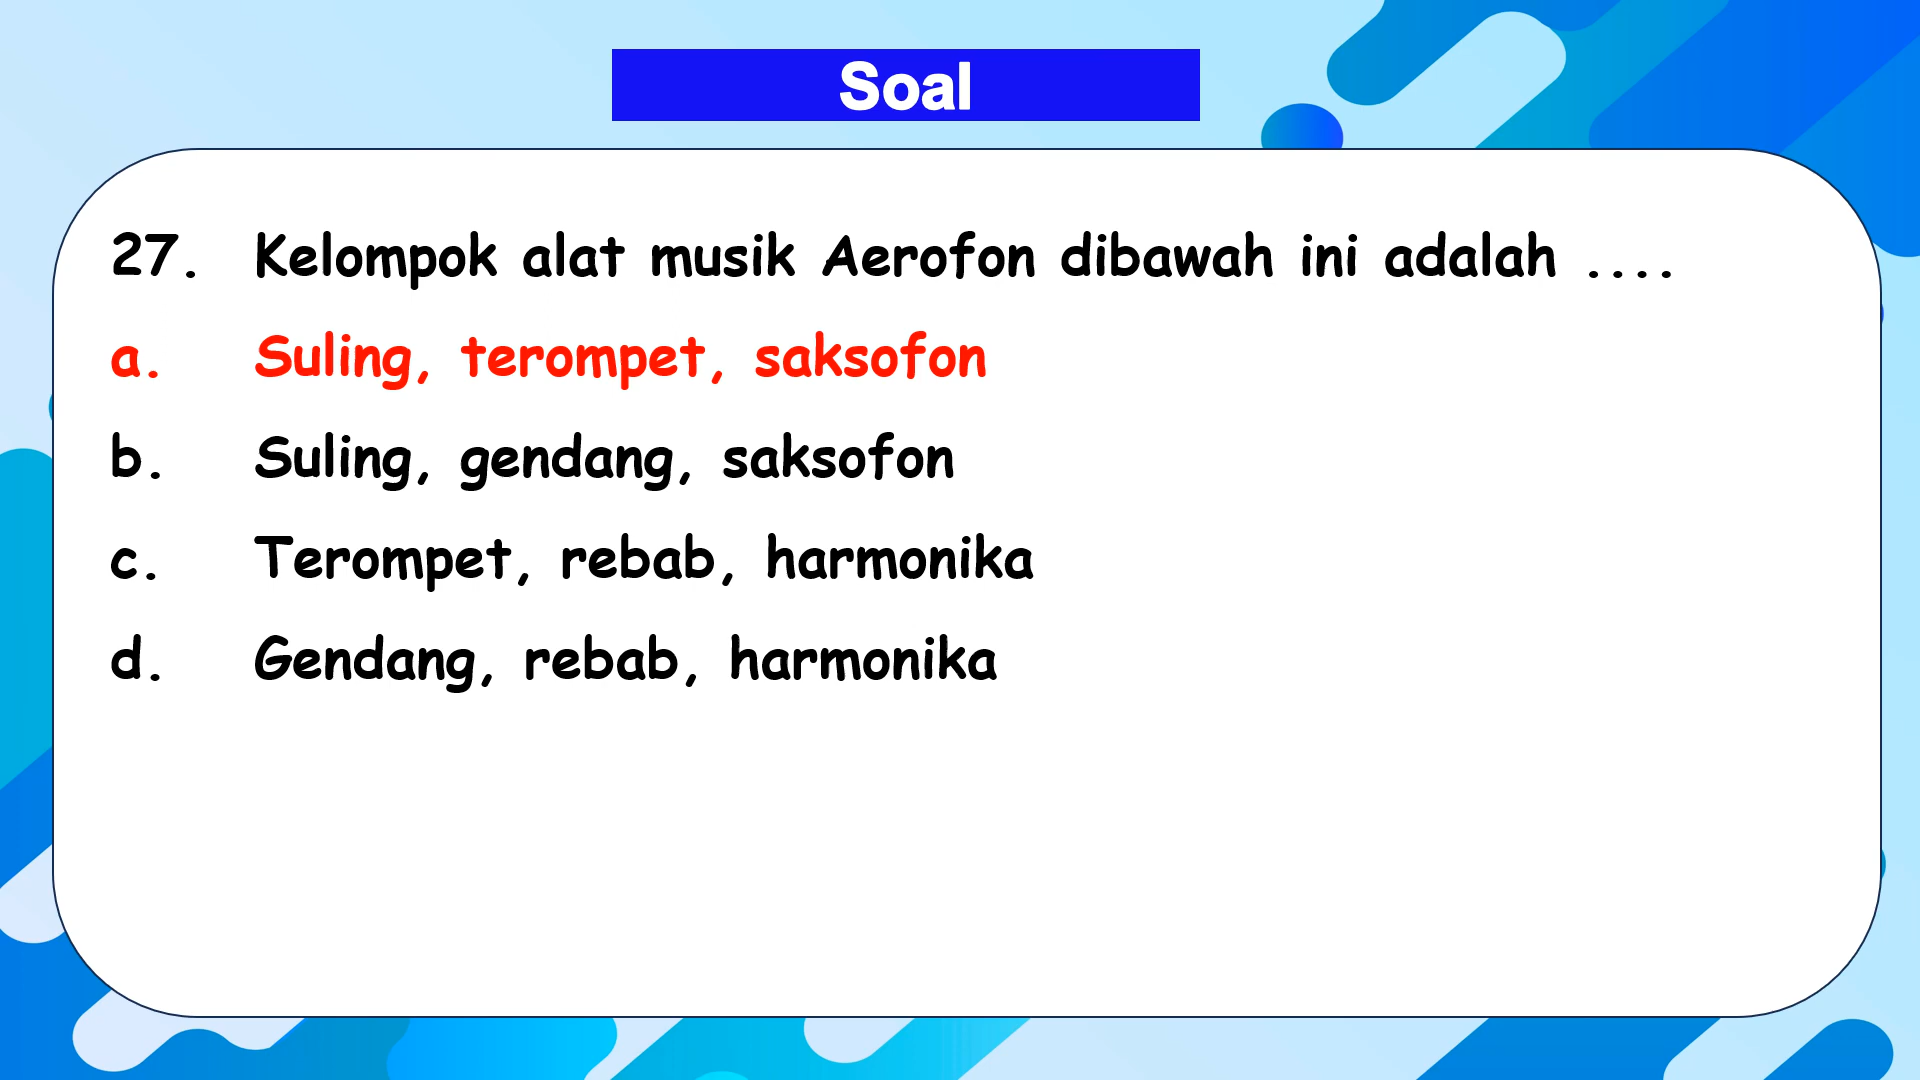 Soal
27. Kelompok alat musik Aerofon dibawah ini adalah ....
a. Suling, terompet, saksofon
b. Suling, gendang, saksofon
c. Terompet, rebab, harmonika
d. Gendang, rebab, harmonika